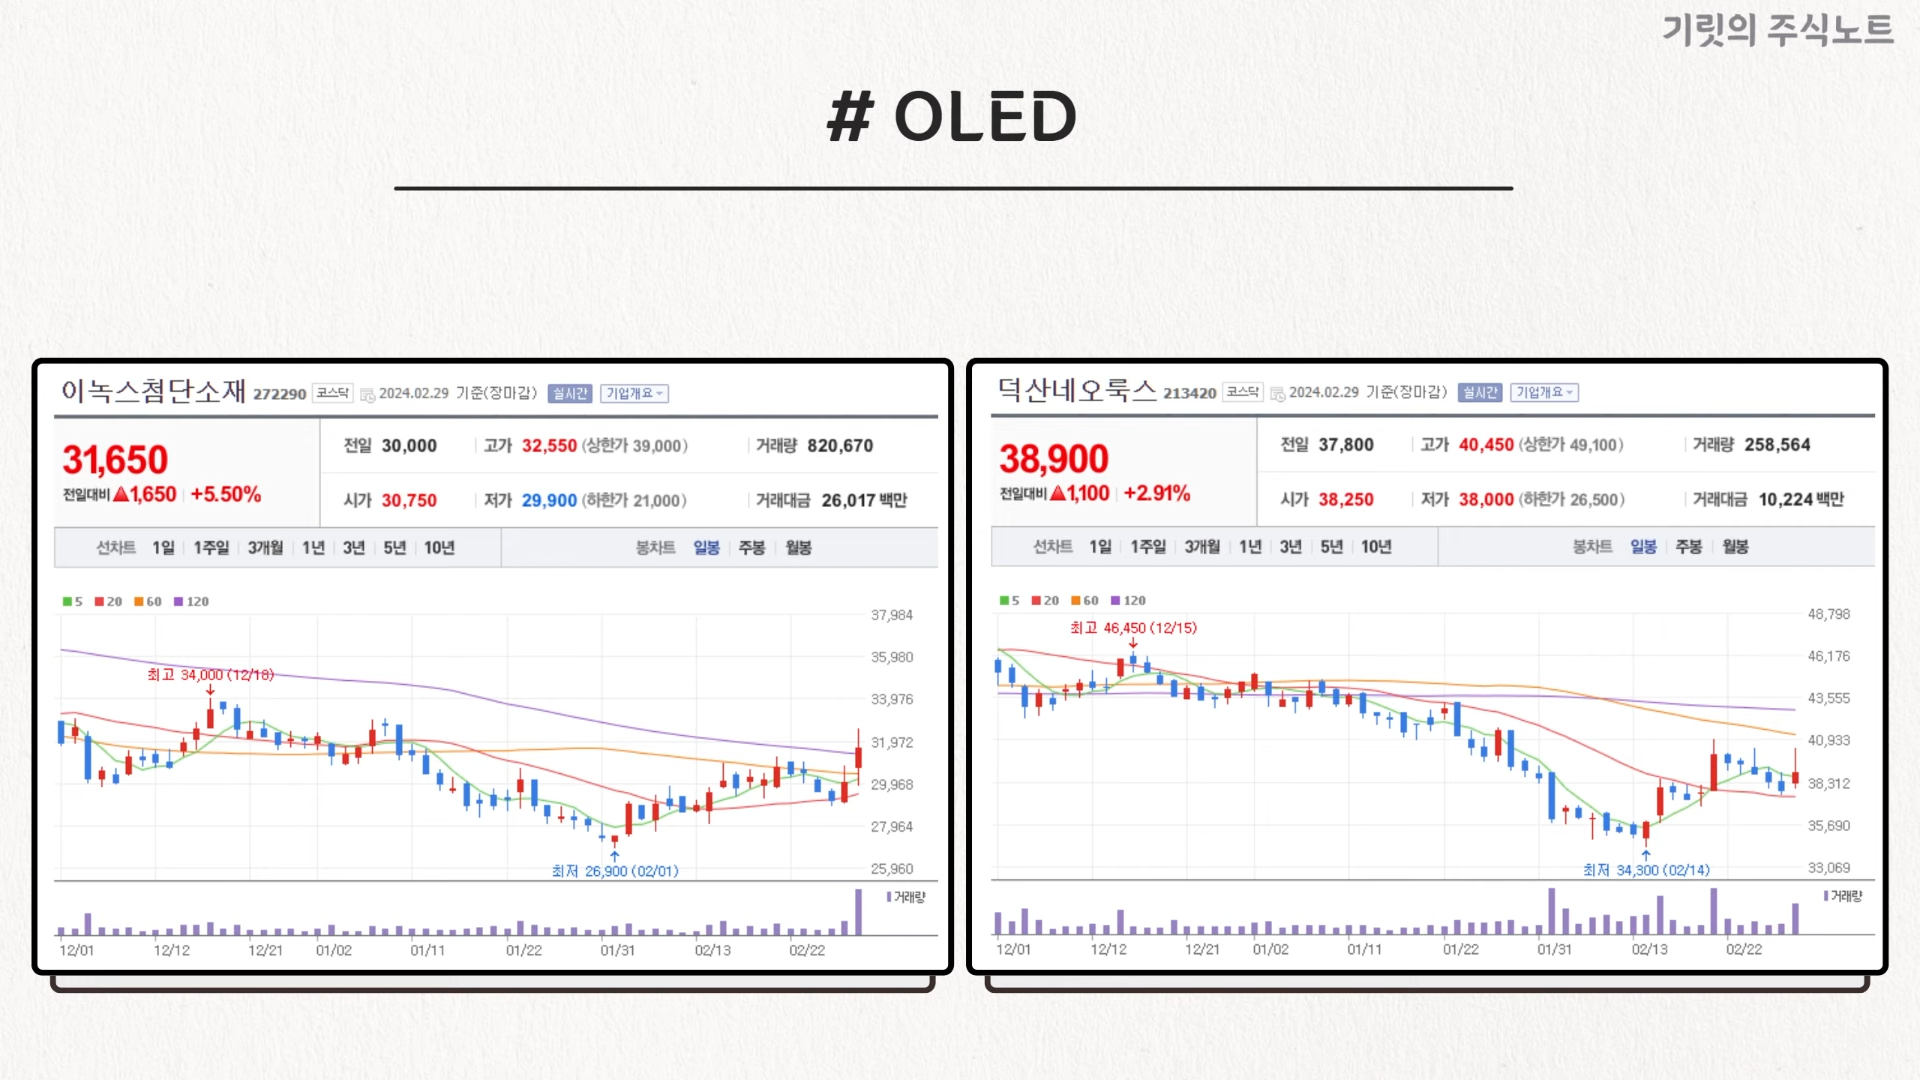 기릿의 주식노트
# OLED
이녹스첨단소재 272290 코스닥 2024.02.29 기준(장마감) 실시간 기업개요
31,650
전일대비 ▲1,650 +5.50%
전일 30,000 고가 32,550 (상한가 39,000) 거래량 820,670
시가 30,750 저가 29,900 (하한가 21,000) 거래대금 26,017 백만
선차트 1일 1주일 3개월 1년 3년 5년 10년 봉차트 일봉 주봉 월봉
5 20 60 120
37,984
35,980
33,976
31,972
29,968
27,964
25,960
최고 34,000 (12/18)
최저 26,900 (02/01)
거래량
12/01 12/12 12/21 01/02 01/11 01/22 01/31 02/13 02/22
덕산네오룩스 213420 코스닥 2024.02.29 기준(장마감) 실시간 기업개요
38,900
전일대비 ▲1,100 +2.91%
전일 37,800 고가 40,450 (상한가 49,100) 거래량 258,564
시가 38,250 저가 38,000 (하한가 26,500) 거래대금 10,224 백만
선차트 1일 1주일 3개월 1년 3년 5년 10년 봉차트 일봉 주봉 월봉
5 20 60 120
48,798
46,176
43,555
40,933
38,312
35,690
33,069
최고 46,450 (12/15)
최저 34,300 (02/14)
거래량
12/01 12/12 12/21 01/02 01/11 01/22 01/31 02/13 02/22